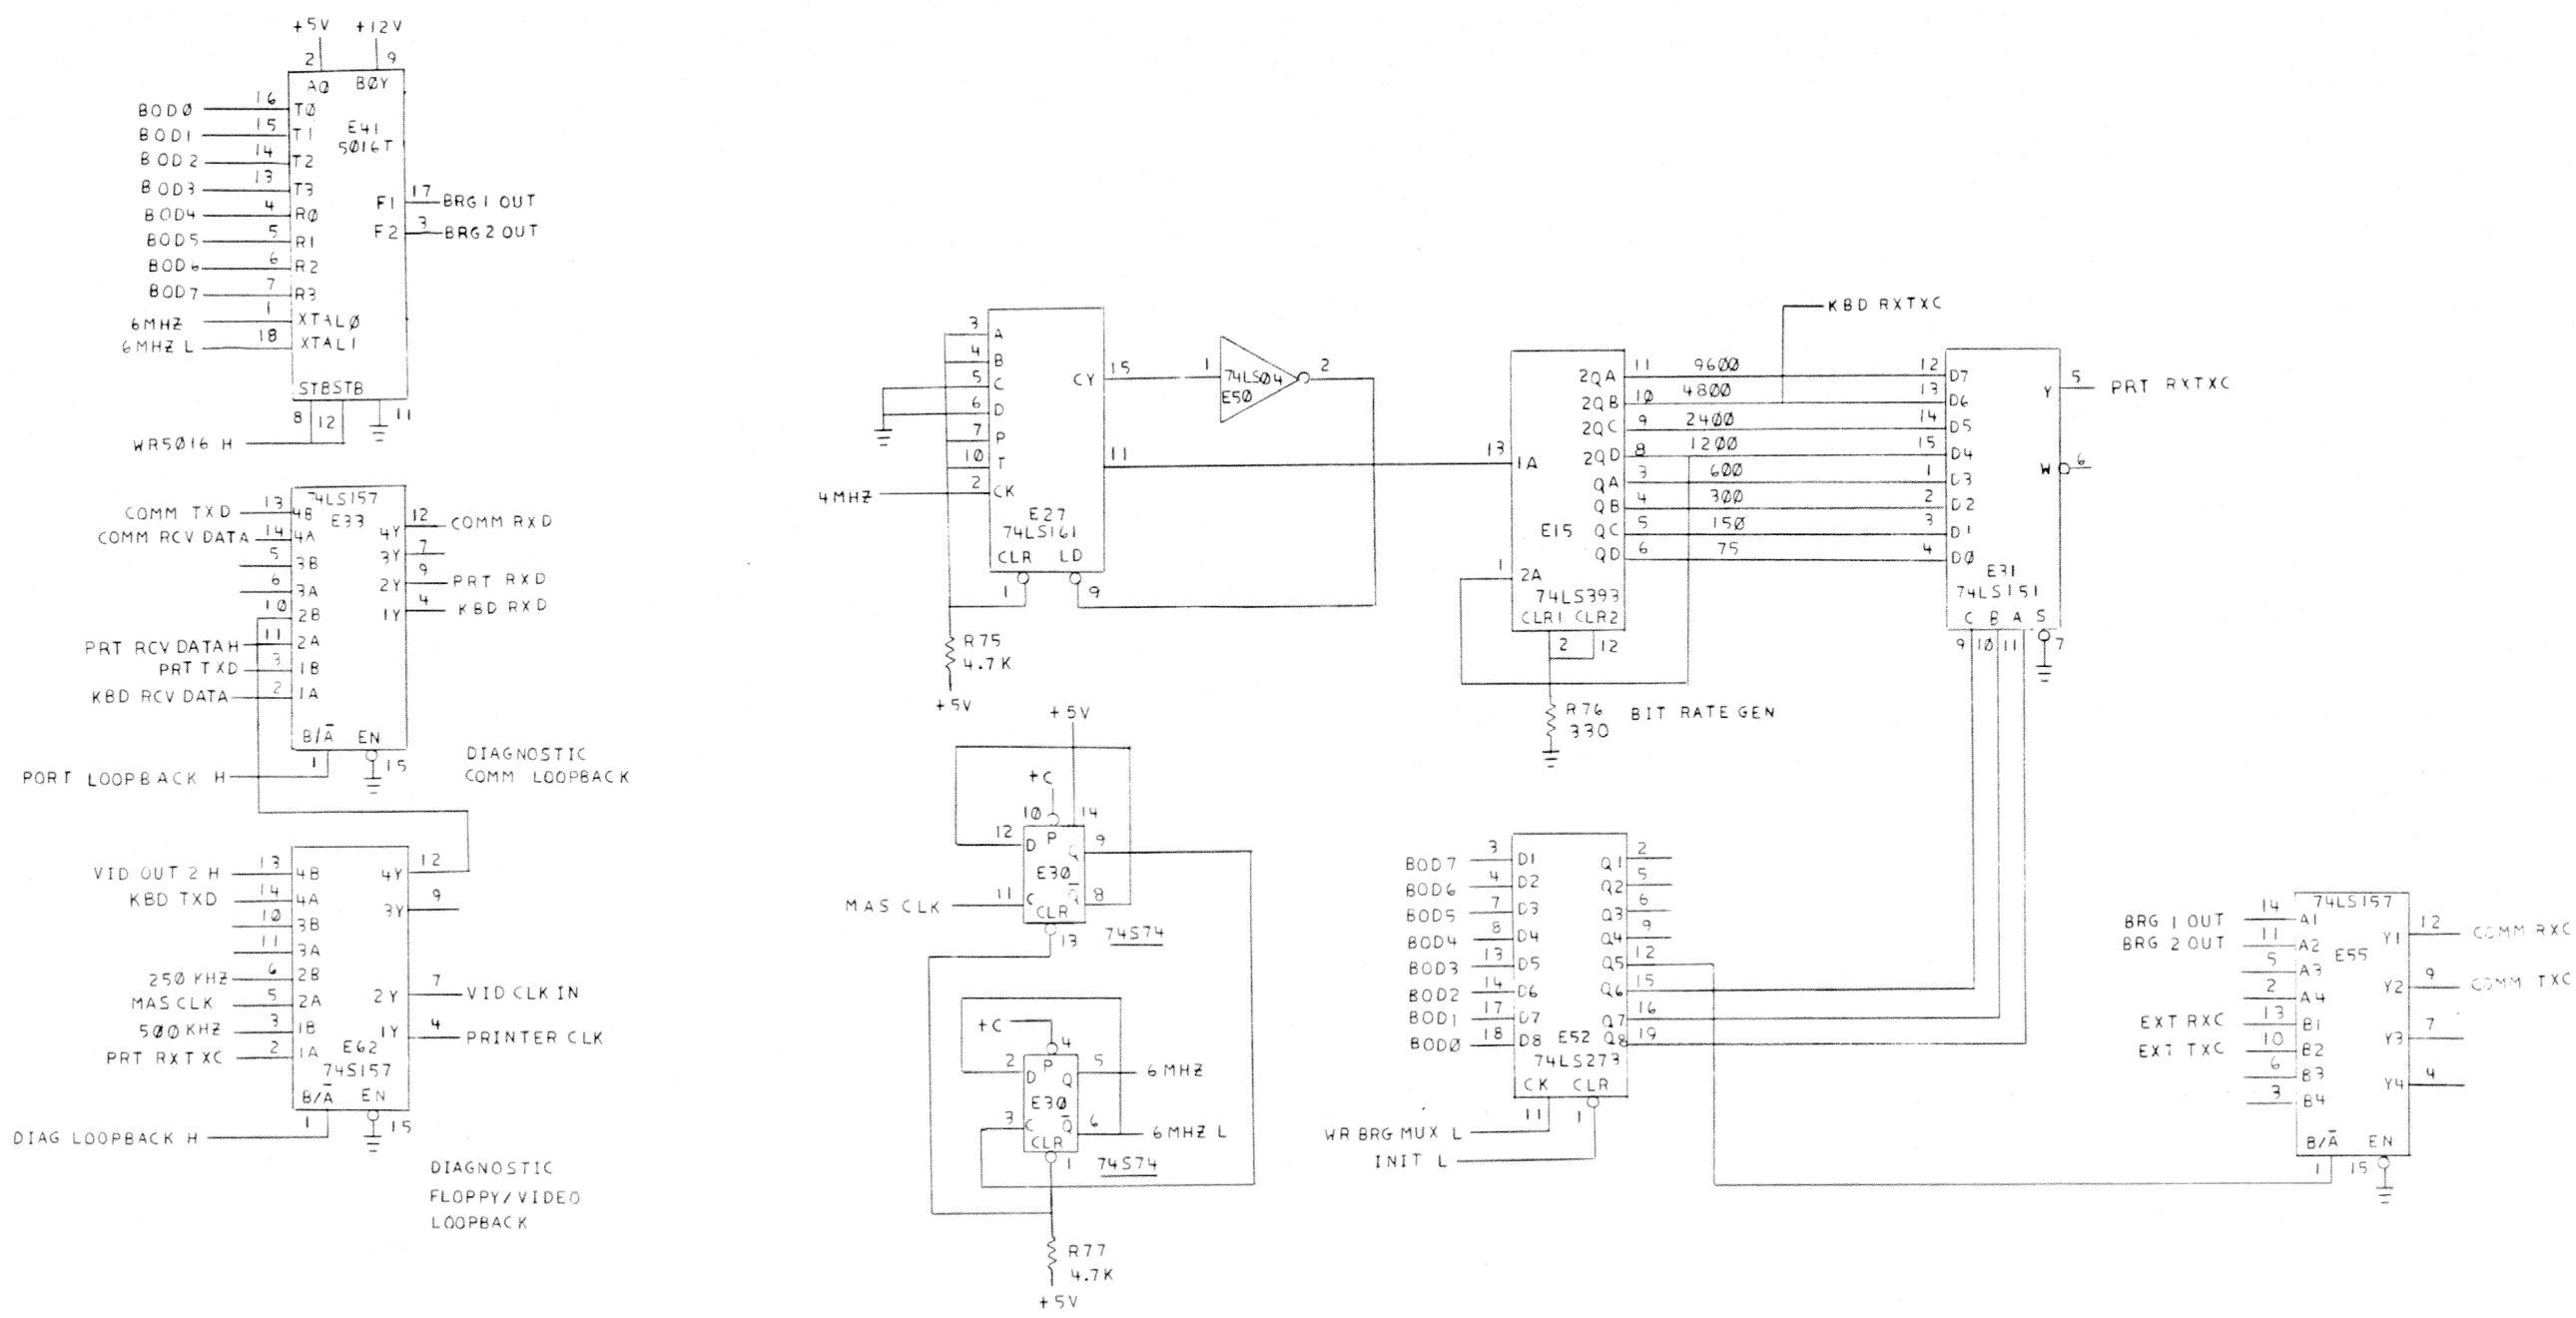 +5V +12V
2 9
A0 B0Y
BOD0 16 T0
E41
5016T
BOD1 15 T1
BOD2 14 T2
BOD3 13 T3
BOD4 4 R0
BOD5 5 R1
BOD6 6 R2
BOD7 7 R3
6MHZ 1 XTAL0
6MHZ L 18 XTAL1
F1 17 BRG1 OUT
F2 3 BRG2 OUT
STBSTB
8 12 11
WR5016 H
74LS157
E33
COMM TXD 13 4B
COMM RCV DATA 14 4A
5 3B
6 3A
10 2B
PRT RCV DATA H 11 2A
PRT TXD 3 1B
KBD RCV DATA 2 1A
4Y 12 COMM RXD
3Y 7
2Y 9 PRT RXD
1Y 4 KBD RXD
B/A̅ EN
1 15
PORT LOOPBACK H
DIAGNOSTIC
COMM LOOPBACK
VID OUT 2 H 13 4B
KBD TXD 14 4A
10 3B
11 3A
250 KHZ 6 2B
MAS CLK 5 2A
500 KHZ 3 1B
PRT RXTXC 2 1A
4Y 12
3Y 9
2Y 7 VID CLK IN
1Y 4 PRINTER CLK
E62
74S157
B/A̅ EN
1 15
DIAG LOOPBACK H
DIAGNOSTIC
FLOPPY/VIDEO
LOOPBACK
3 A
4 B
5 C
6 D
7 P
10 T
4MHZ 2 CK
CY 15
11
E27
74LS161
CLR LD
1 9
R75
4.7K
+5V
1 74LS04 2
E50
13 1A
1 2A
2QA 11 9600 12 D7
2QB 10 4800 13 D6
2QC 9 2400 14 D5
2QD 8 1200 15 D4
QA 3 600 1 D3
QB 4 300 2 D2
QC 5 150 3 D1
QD 6 75 4 D0
E15
74LS393
CLR1 CLR2
2 12
R76
330
BIT RATE GEN
KBD RXTXC
Y 5 PRT RXTXC
W 6
E31
74LS151
C B A S
9 10 11 7
+5V
+C
10 14
12 D P Q 9
E30
MAS CLK 11 C Q̅ 8
CLR
13 74S74
+C
4
2 D P Q 5 6MHZ
E30
3 C Q̅ 6 6MHZ L
CLR
1 74S74
R77
4.7K
+5V
BOD7 3 D1 Q1 2
BOD6 4 D2 Q2 5
BOD5 7 D3 Q3 6
BOD4 8 D4 Q4 9
BOD3 13 D5 Q5 12
BOD2 14 D6 Q6 15
BOD1 17 D7 Q7 16
BOD0 18 D8 E52 Q8 19
74LS273
CK CLR
11 1
WR BRG MUX L
INIT L
74LS157
E55
BRG 1 OUT 14 A1
BRG 2 OUT 11 A2
5 A3
2 A4
EXT RXC 13 B1
EXT TXC 10 B2
6 B3
3 B4
Y1 12 COMM RXC
Y2 9 COMM TXC
Y3 7
Y4 4
B/A̅ EN
1 15